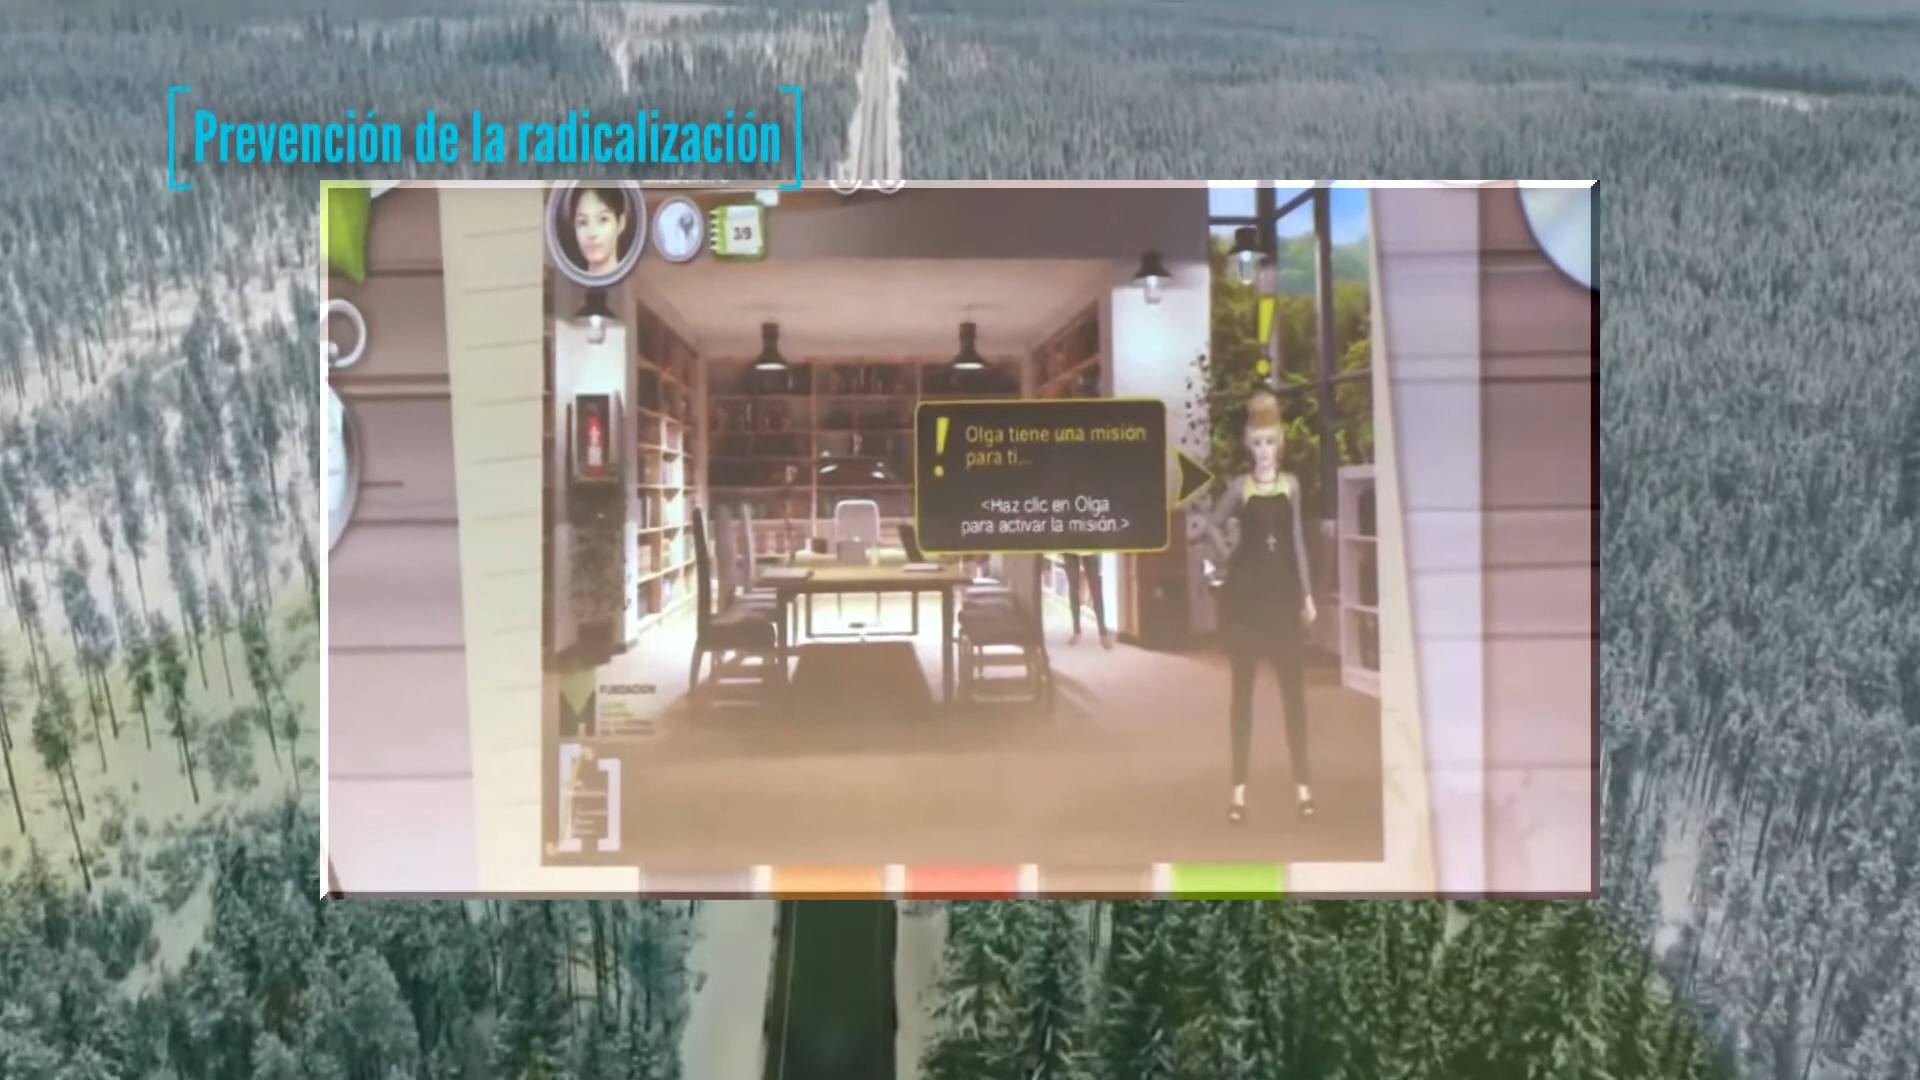 Prevención de la radicalización
3/9
Olga tiene una misión
para ti...
<Haz clic en Olga
para activar la misión.>
FUNDACION